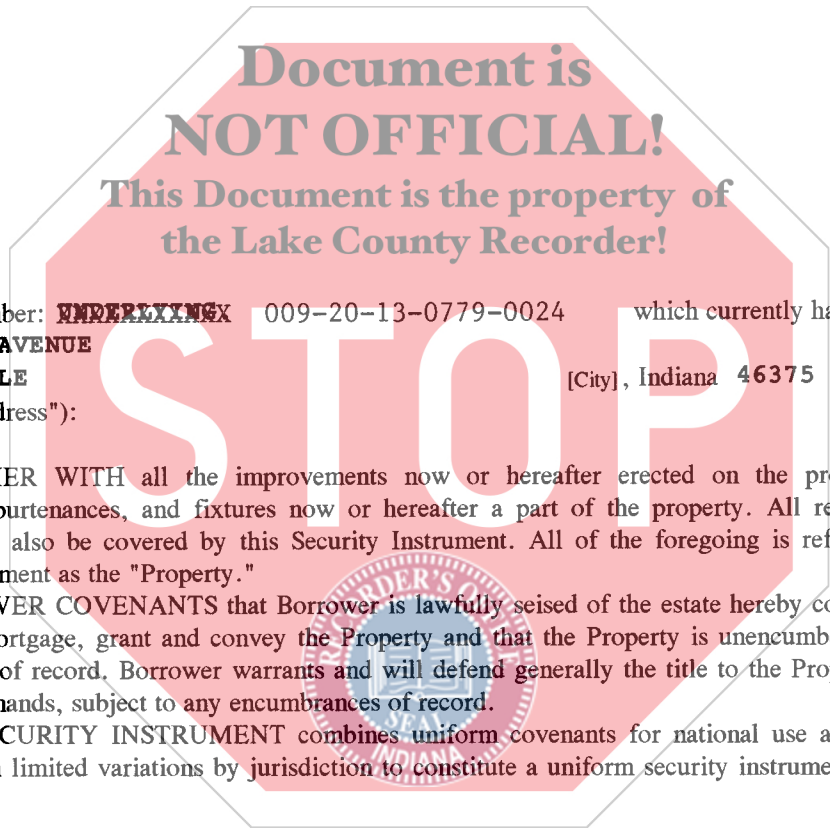 Document is
NOT OFFICIAL!
This Document is the property of
the Lake County Recorder!
ber: 009-20-13-0779-0024 which currently ha
AVENUE
LE [City], Indiana 46375
dress"):
STOP
ER WITH all the improvements now or hereafter erected on the pr
purtenances, and fixtures now or hereafter a part of the property. All re
also be covered by this Security Instrument. All of the foregoing is ref
ment as the "Property."
VER COVENANTS that Borrower is lawfully seised of the estate hereby co
ortgage, grant and convey the Property and that the Property is unencumb
of record. Borrower warrants and will defend generally the title to the Pro
nands, subject to any encumbrances of record.
CURITY INSTRUMENT combines uniform covenants for national use a
limited variations by jurisdiction to constitute a uniform security instrume
RECORDER'S OFFICE
SEAL
INDIANA